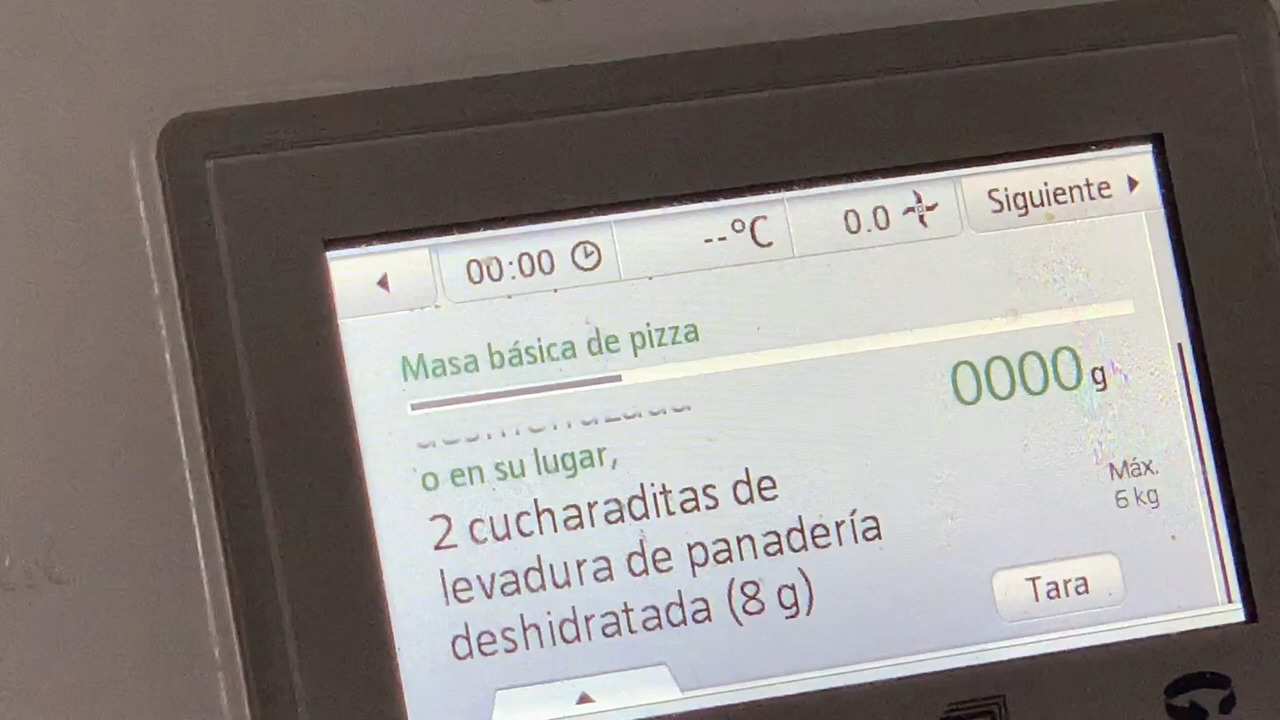 00:00
--°C
0.0
Siguiente
Masa básica de pizza
0000 g
o en su lugar,
2 cucharaditas de
levadura de panadería
deshidratada (8 g)
Máx.
6 kg
Tara